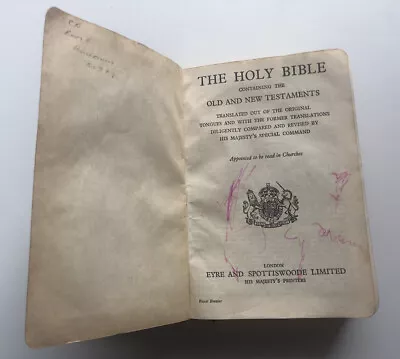 THE HOLY BIBLE
CONTAINING THE
OLD AND NEW TESTAMENTS
TRANSLATED OUT OF THE ORIGINAL
TONGUES AND WITH THE FORMER TRANSLATIONS
DILIGENTLY COMPARED AND REVISED BY
HIS MAJESTY'S SPECIAL COMMAND
Appointed to be read in Churches
LONDON
EYRE AND SPOTTISWOODE LIMITED
HIS MAJESTY'S PRINTERS